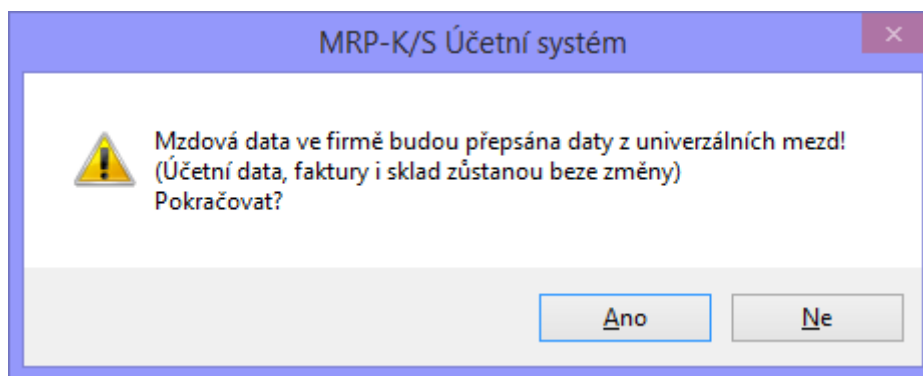 MRP-K/S Účetní systém
Mzdová data ve firmě budou přepsána daty z univerzálních mezd!
(Účetní data, faktury i sklad zůstanou beze změny)
Pokračovat?
Ano
Ne